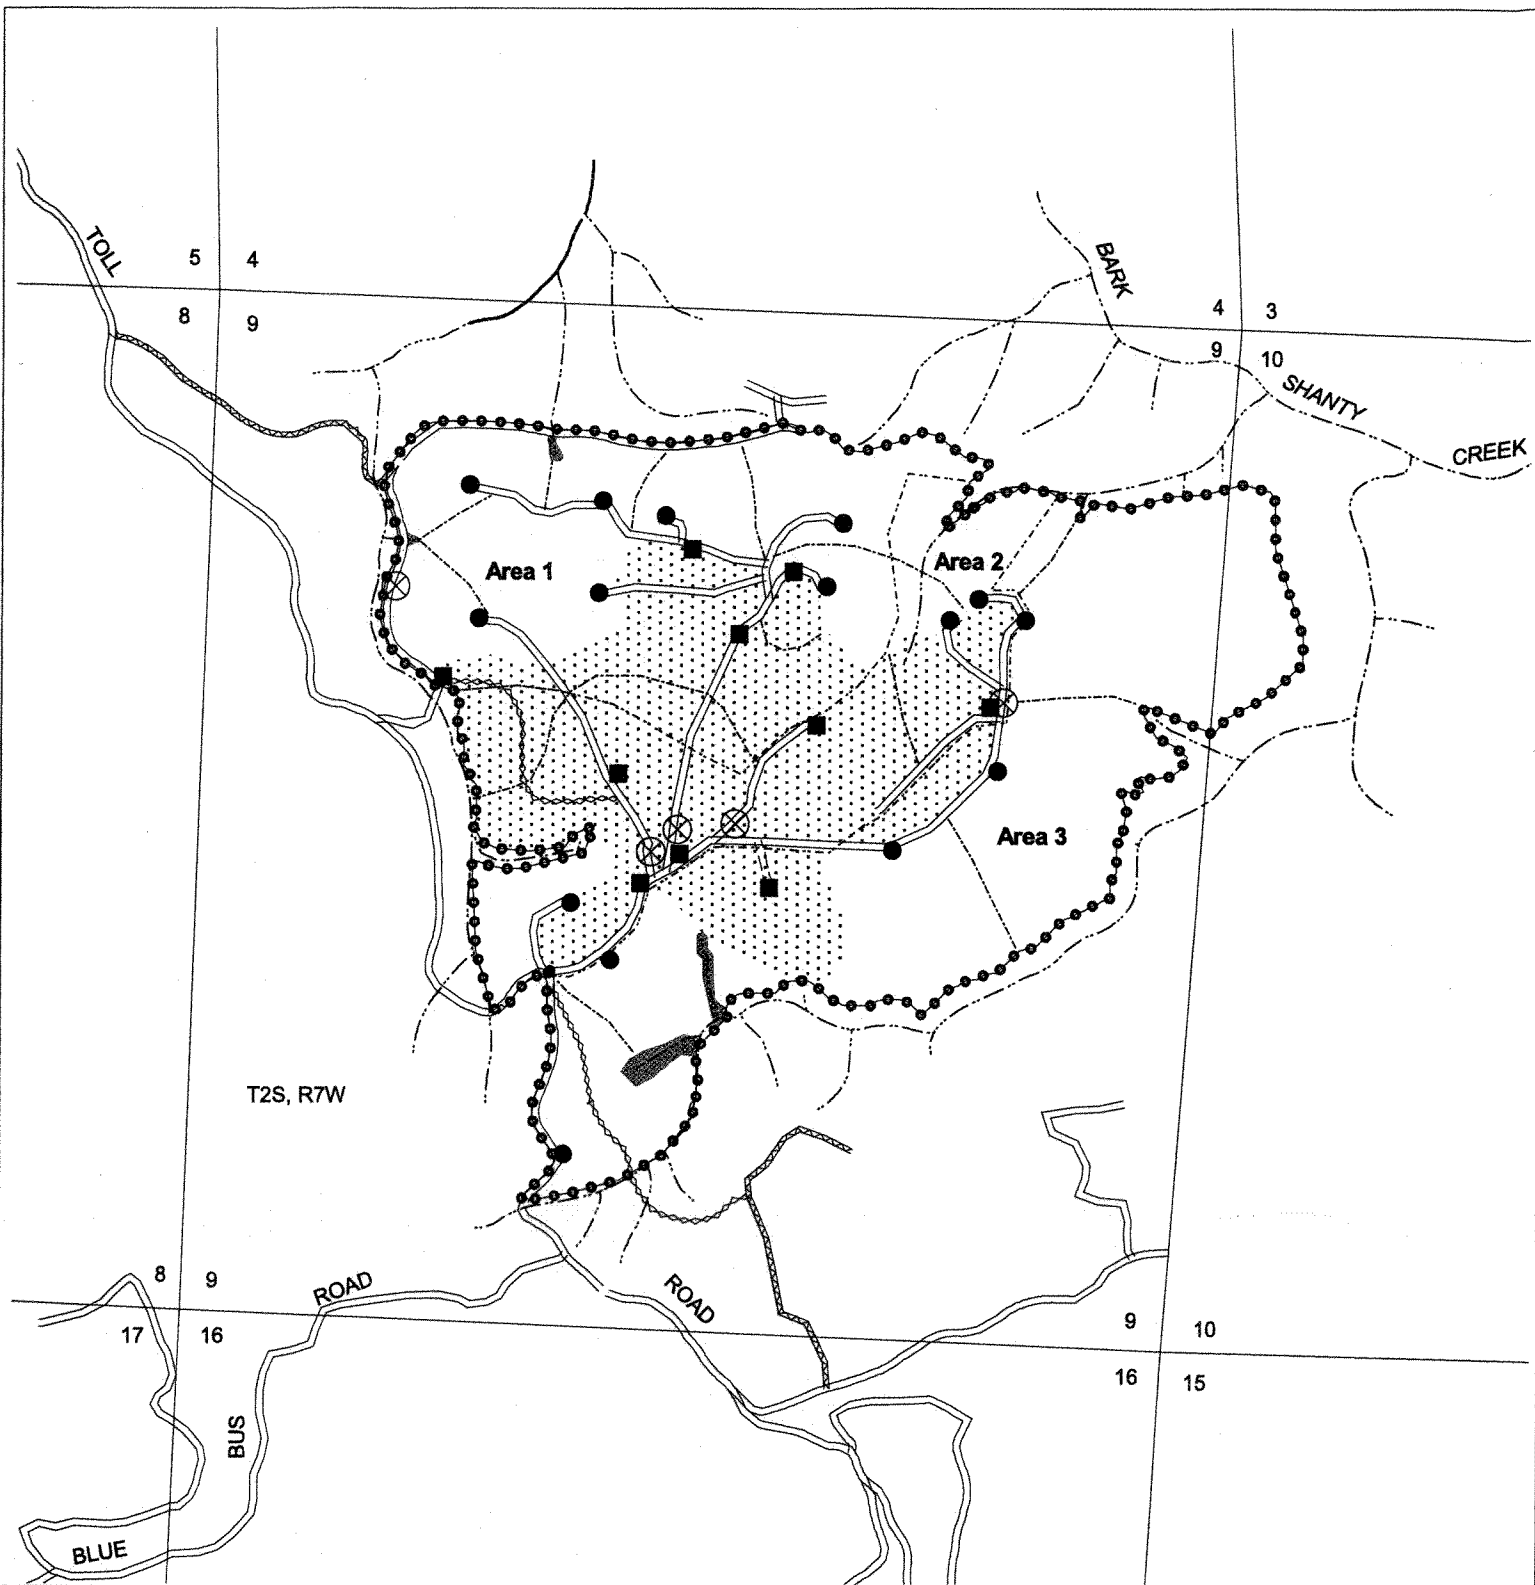 TOLL
5 4
8 9
BARK
4 3
9 10
SHANTY
CREEK
Area 1
Area 2
Area 3
T2S, R7W
8 9
17 16
ROAD
ROAD
9 10
16 15
BUS
BLUE